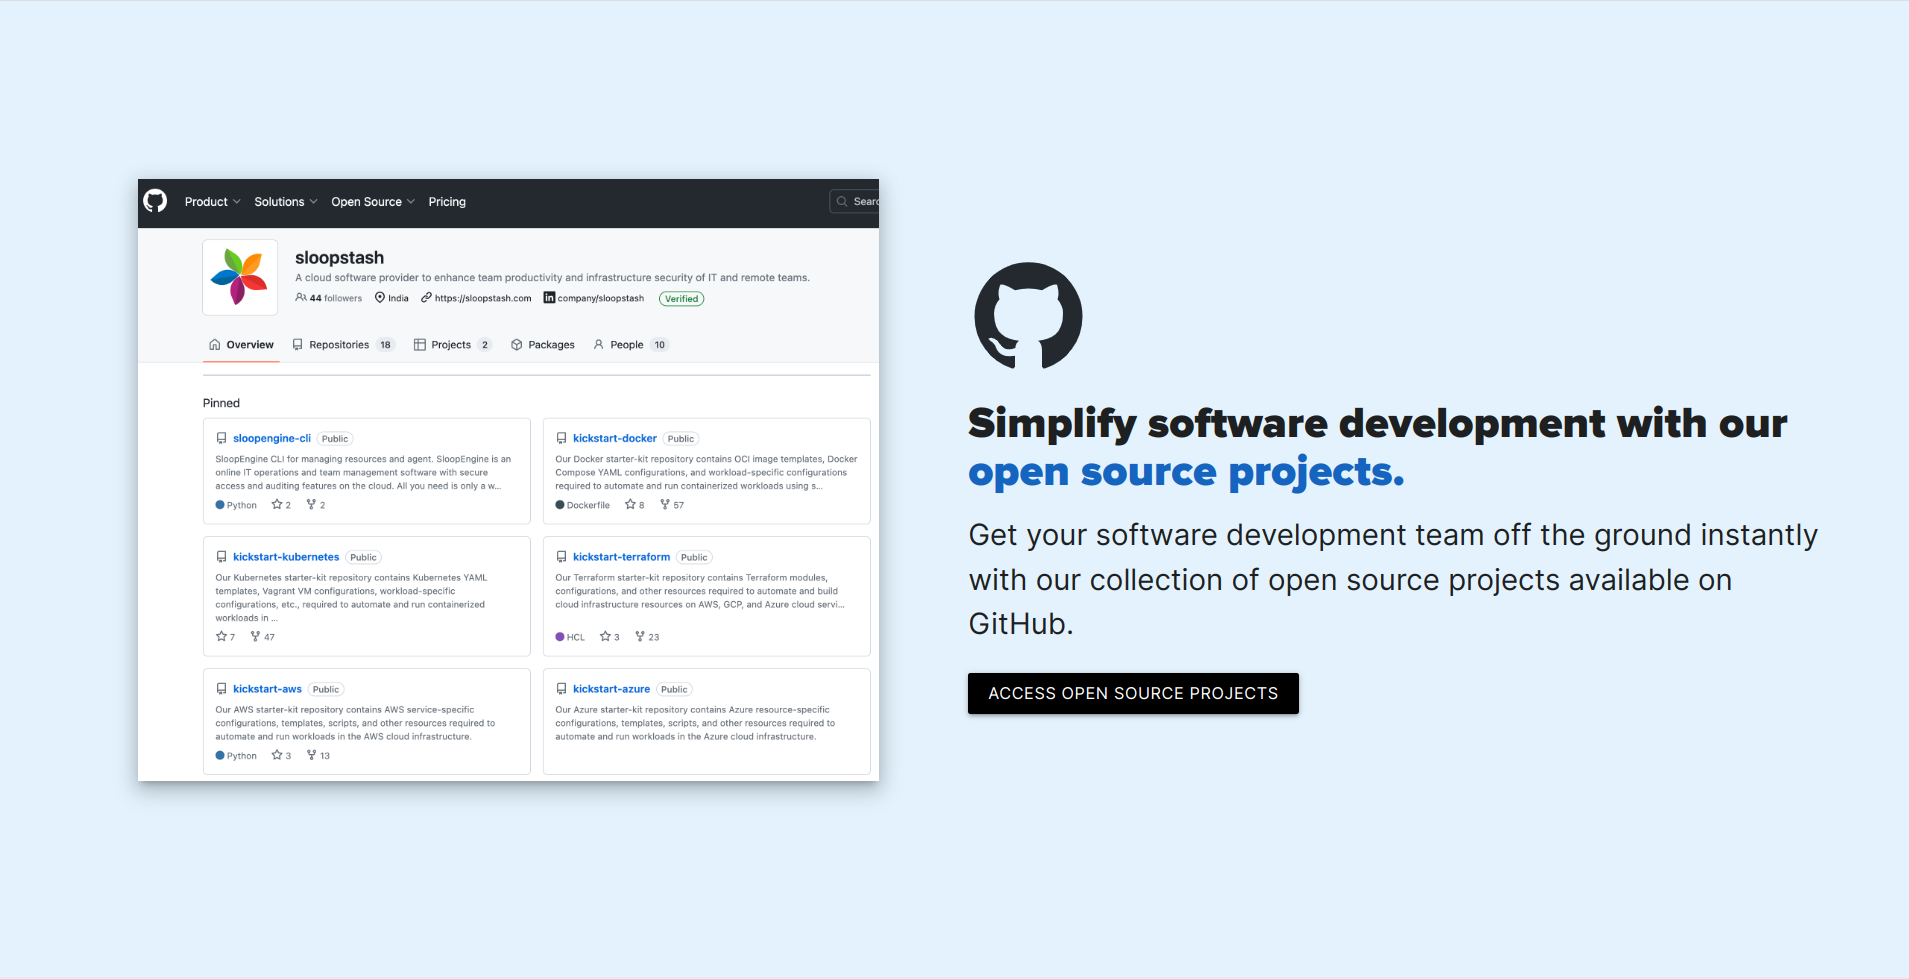 Product Solutions Open Source Pricing Searc
sloopstash
A cloud software provider to enhance team productivity and infrastructure security of IT and remote teams.
44 followers India https://sloopstash.com in company/sloopstash Verified
Overview Repositories 18 Projects 2 Packages People 10
Pinned
sloopengine-cli Public
SloopEngine CLI for managing resources and agent. SloopEngine is an
online IT operations and team management software with secure
access and auditing features on the cloud. All you need is only a w...
Python 2 2
kickstart-docker Public
Our Docker starter-kit repository contains OCI image templates, Docker
Compose YAML configurations, and workload-specific configurations
required to automate and run containerized workloads using s...
Dockerfile 8 57
kickstart-kubernetes Public
Our Kubernetes starter-kit repository contains Kubernetes YAML
templates, Vagrant VM configurations, workload-specific
configurations, etc., required to automate and run containerized
workloads in ...
7 47
kickstart-terraform Public
Our Terraform starter-kit repository contains Terraform modules,
configurations, and other resources required to automate and build
cloud infrastructure resources on AWS, GCP, and Azure cloud servi...
HCL 3 23
kickstart-aws Public
Our AWS starter-kit repository contains AWS service-specific
configurations, templates, scripts, and other resources required to
automate and run workloads in the AWS cloud infrastructure.
Python 3 13
kickstart-azure Public
Our Azure starter-kit repository contains Azure resource-specific
configurations, templates, scripts, and other resources required to
automate and run workloads in the Azure cloud infrastructure.
Simplify software development with our
open source projects.
Get your software development team off the ground instantly
with our collection of open source projects available on
GitHub.
ACCESS OPEN SOURCE PROJECTS